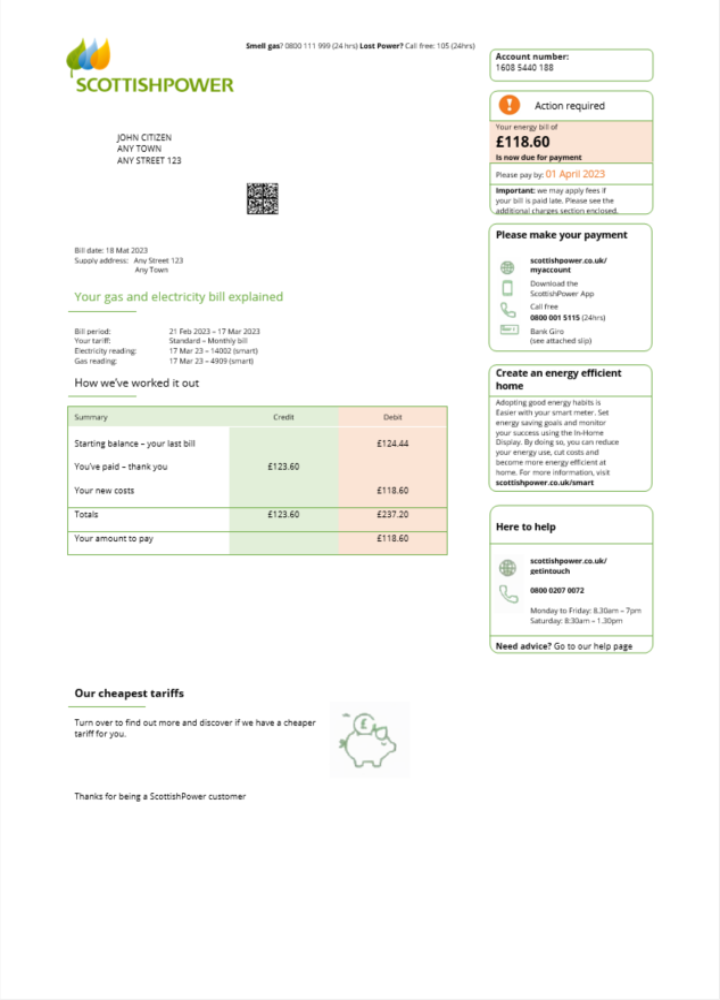 Smell gas? 0800 111 999 (24 hrs) Lost Power? Call free: 105 (24hrs)
SCOTTISHPOWER
Account number:
1608 5440 188
Action required
Your energy bill of
£118.60
Is now due for payment
Please pay by: 01 April 2023
Important: we may apply fees if
your bill is paid late. Please see the
additional charges section enclosed.
JOHN CITIZEN
ANY TOWN
ANY STREET 123
Please make your payment
scottishpower.co.uk/
myaccount
Download the
ScottishPower App
Call free
0800 001 5115 (24hrs)
Bank Giro
(see attached slip)
Bill date: 18 Mat 2023
Supply address: Any Street 123
Any Town
Your gas and electricity bill explained
Bill period: 21 Feb 2023 – 17 Mar 2023
Your tariff: Standard – Monthly bill
Electricity reading: 17 Mar 23 – 14002 (smart)
Gas reading: 17 Mar 23 – 4909 (smart)
How we've worked it out
Summary Credit Debit
Starting balance – your last bill £124.44
You've paid – thank you £123.60
Your new costs £118.60
Totals £123.60 £237.20
Your amount to pay £118.60
Create an energy efficient
home
Adopting good energy habits is
Easier with your smart meter. Set
energy saving goals and monitor
your success using the In-Home
Display. By doing so, you can reduce
your energy use, cut costs and
become more energy efficient at
home. For more information, visit
scottishpower.co.uk/smart
Here to help
scottishpower.co.uk/
getintouch
0800 0207 0072
Monday to Friday: 8.30am – 7pm
Saturday: 8:30am – 1.30pm
Need advice? Go to our help page
Our cheapest tariffs
Turn over to find out more and discover if we have a cheaper
tariff for you.
£
Thanks for being a ScottishPower customer